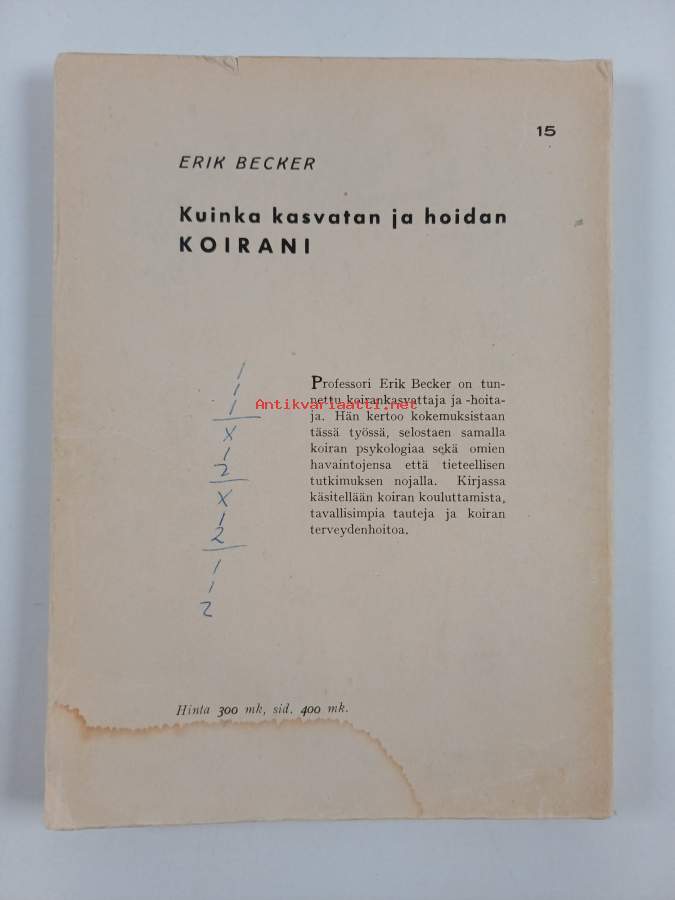 15
ERIK BECKER
Kuinka kasvatan ja hoidan
KOIRANI
Professori Erik Becker on tun-
nettu koirankasvattaja ja -hoita-
ja. Hän kertoo kokemuksistaan
tässä työssä, selostaen samalla
koiran psykologiaa sekä omien
havaintojensa että tieteellisen
tutkimuksen nojalla. Kirjassa
käsitellään koiran kouluttamista,
tavallisimpia tauteja ja koiran
terveydenhoitoa.
Antikvariaatti.net
1
1
1
x
1
2
x
1
2
1
1
2
Hinta 300 mk, sid. 400 mk.